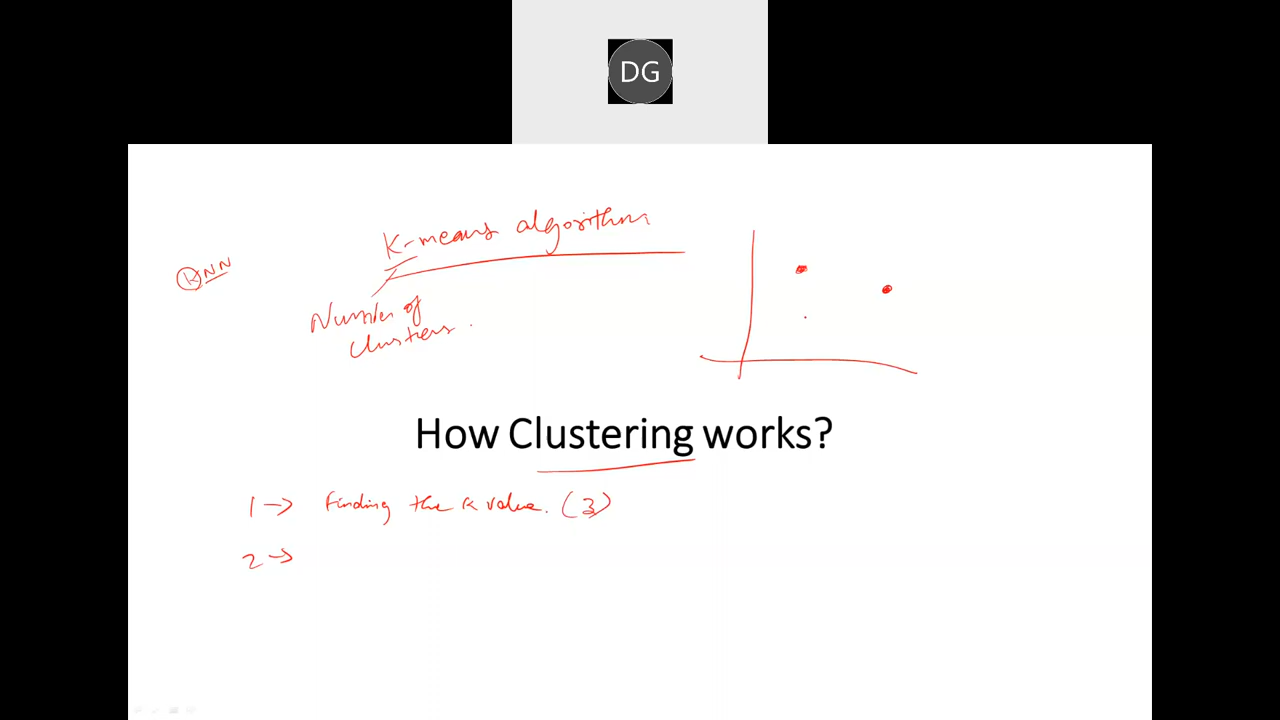 DG
K-means algorithm
KNN
Number of
clusters.
How Clustering works?
1 → Finding the K value. (3)
2 →